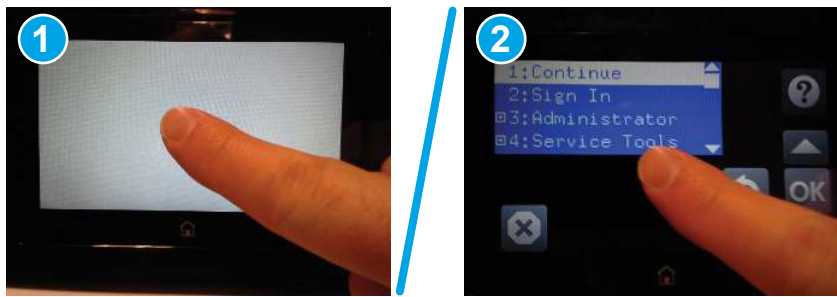 1
2
1:Continue
2:Sign In
3:Administrator
4:Service Tools
?
OK